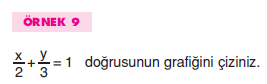 ÖRNEK 9
x/2 + y/3 = 1 doğrusunun grafiğini çiziniz.